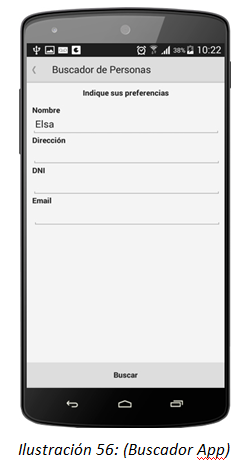 38% 10:22
Buscador de Personas
Indique sus preferencias
Nombre
Elsa
Dirección
DNI
Email
Buscar
Ilustración 56: (Buscador App)